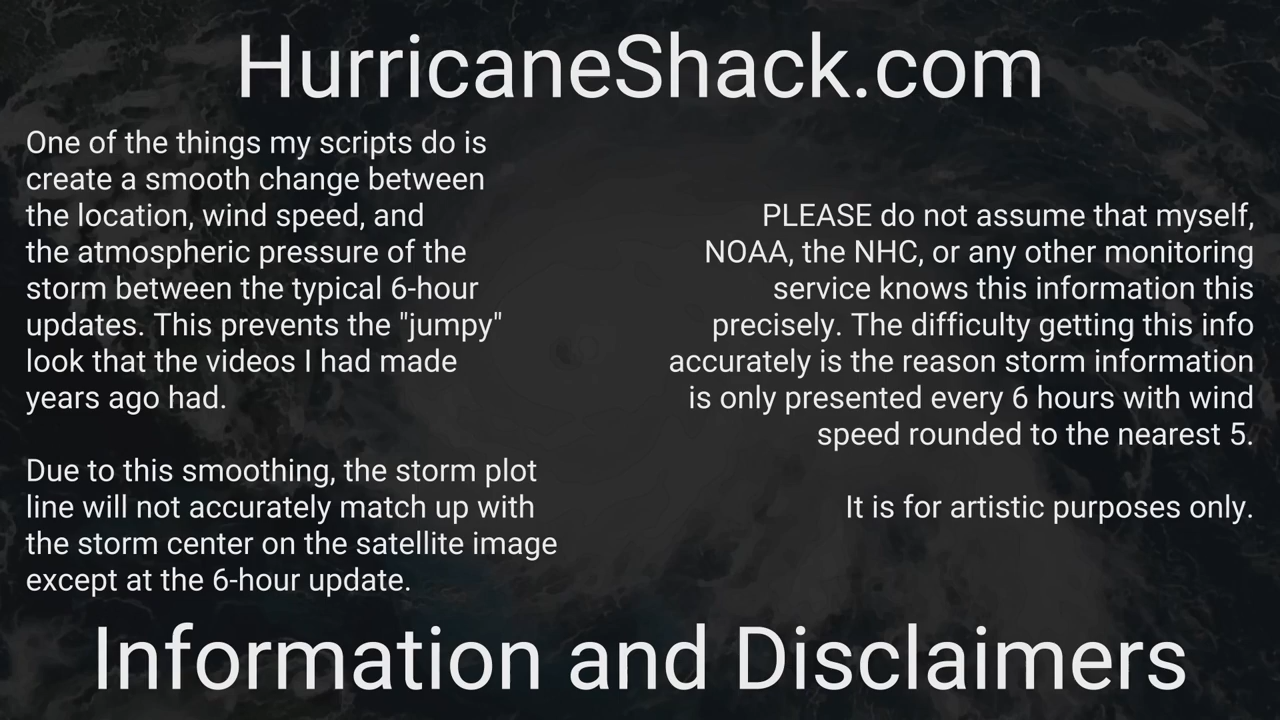 HurricaneShack.com
One of the things my scripts do is
create a smooth change between
the location, wind speed, and
the atmospheric pressure of the
storm between the typical 6-hour
updates. This prevents the "jumpy"
look that the videos I had made
years ago had.
Due to this smoothing, the storm plot
line will not accurately match up with
the storm center on the satellite image
except at the 6-hour update.
PLEASE do not assume that myself,
NOAA, the NHC, or any other monitoring
service knows this information this
precisely. The difficulty getting this info
accurately is the reason storm information
is only presented every 6 hours with wind
speed rounded to the nearest 5.
It is for artistic purposes only.
Information and Disclaimers